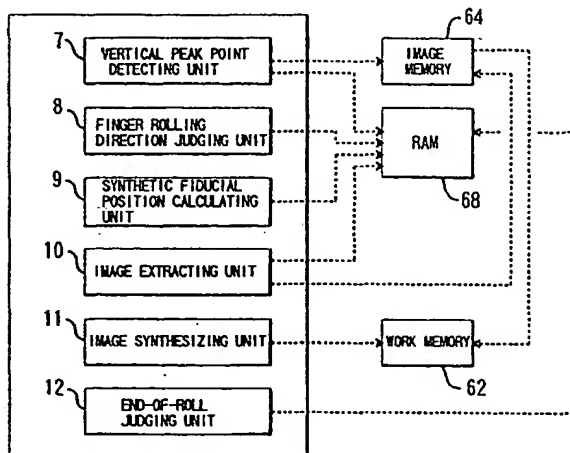 7
VERTICAL PEAK POINT
DETECTING UNIT
8
FINGER ROLLING
DIRECTION JUDGING UNIT
9
SYNTHETIC FIDUCIAL
POSITION CALCULATING
UNIT
10
IMAGE EXTRACTING UNIT
11
IMAGE SYNTHESIZING UNIT
12
END-OF-ROLL
JUDGING UNIT
64
IMAGE
MEMORY
RAM
68
WORK MEMORY
62